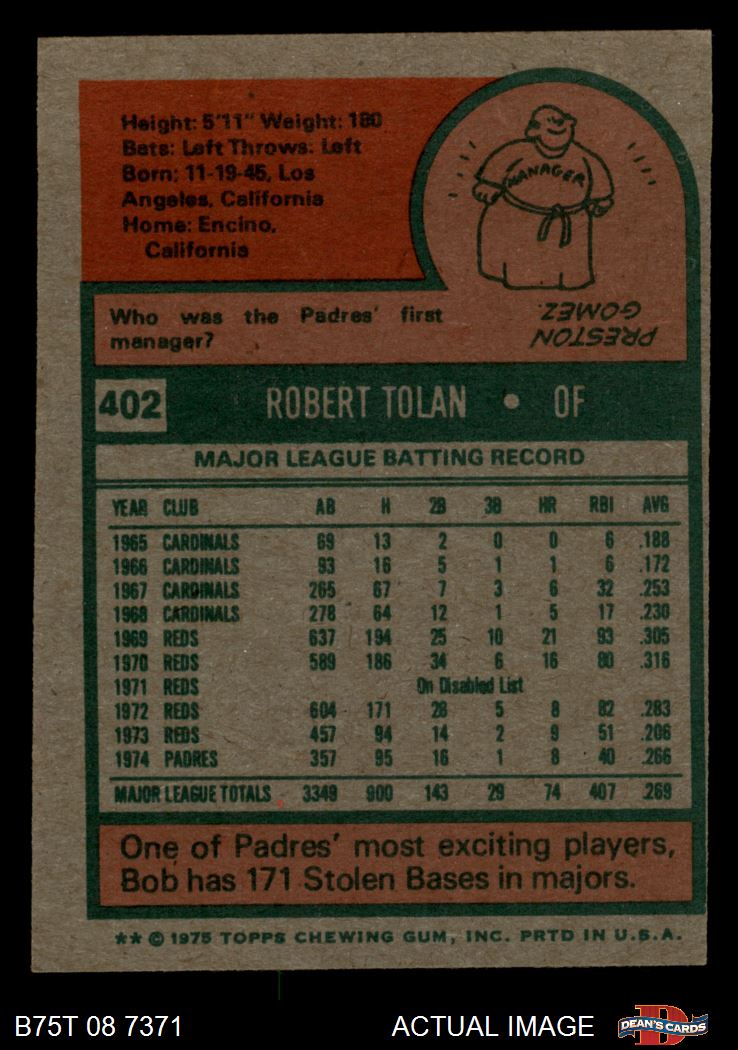 Height: 5'11" Weight: 180
Bats: Left Throws: Left
Born: 11-19-45, Los
Angeles, California
Home: Encino,
California
MANAGER
Who was the Padres' first
manager?
PRESTON
GOMEZ.
402 ROBERT TOLAN • OF
MAJOR LEAGUE BATTING RECORD
YEAR CLUB AB H 2B 3B HR RBI AVG
1965 CARDINALS 69 13 2 0 0 6 .188
1966 CARDINALS 93 16 5 1 1 6 .172
1967 CARDINALS 265 67 7 3 6 32 .253
1968 CARDINALS 278 64 12 1 5 17 .230
1969 REDS 637 194 25 10 21 93 .305
1970 REDS 589 186 34 6 16 80 .316
1971 REDS On Disabled List
1972 REDS 604 171 28 5 8 82 .283
1973 REDS 457 94 14 2 9 51 .206
1974 PADRES 357 95 16 1 8 40 .266
MAJOR LEAGUE TOTALS 3349 900 143 29 74 407 .269
One of Padres' most exciting players,
Bob has 171 Stolen Bases in majors.
** © 1975 TOPPS CHEWING GUM, INC. PRTD IN U.S.A.
B75T 08 7371 ACTUAL IMAGE D DEAN'S CARDS